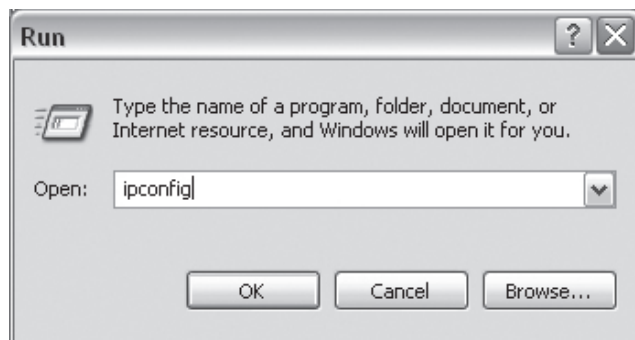 Run
Type the name of a program, folder, document, or
Internet resource, and Windows will open it for you.
Open: ipconfig
OK Cancel Browse...